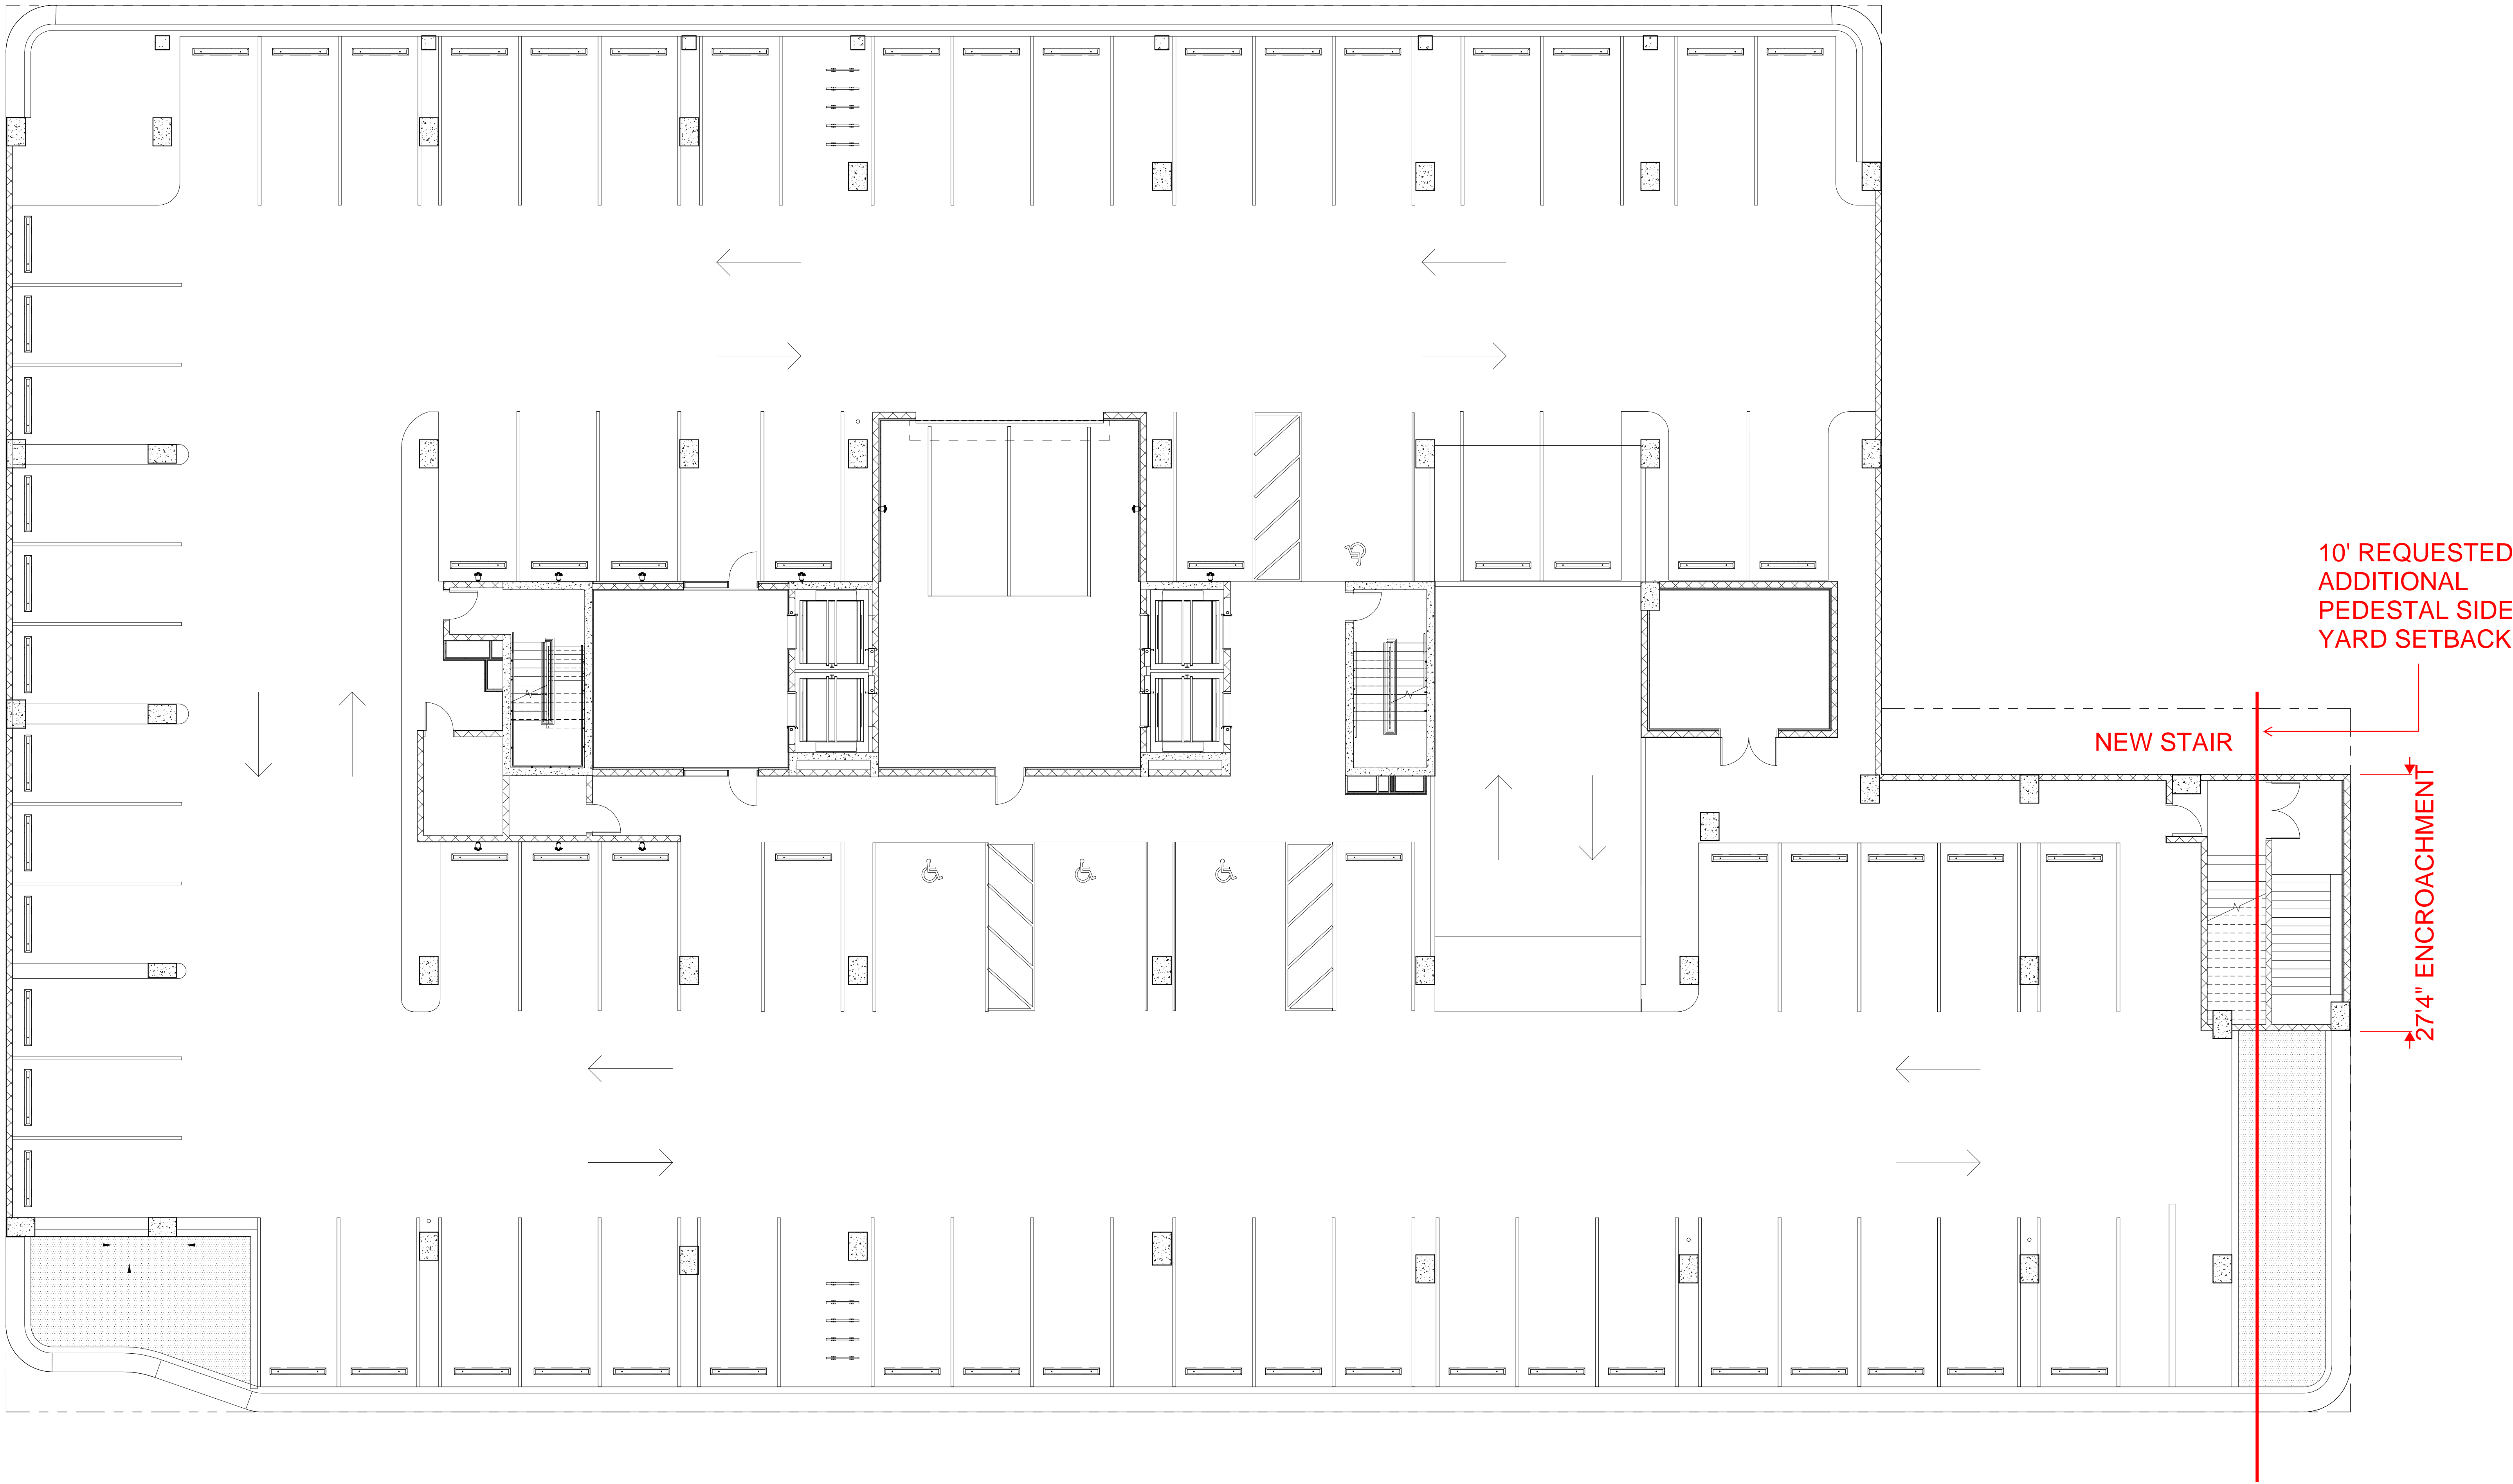 10' REQUESTED
ADDITIONAL
PEDESTAL SIDE
YARD SETBACK
NEW STAIR
27'4" ENCROACHMENT